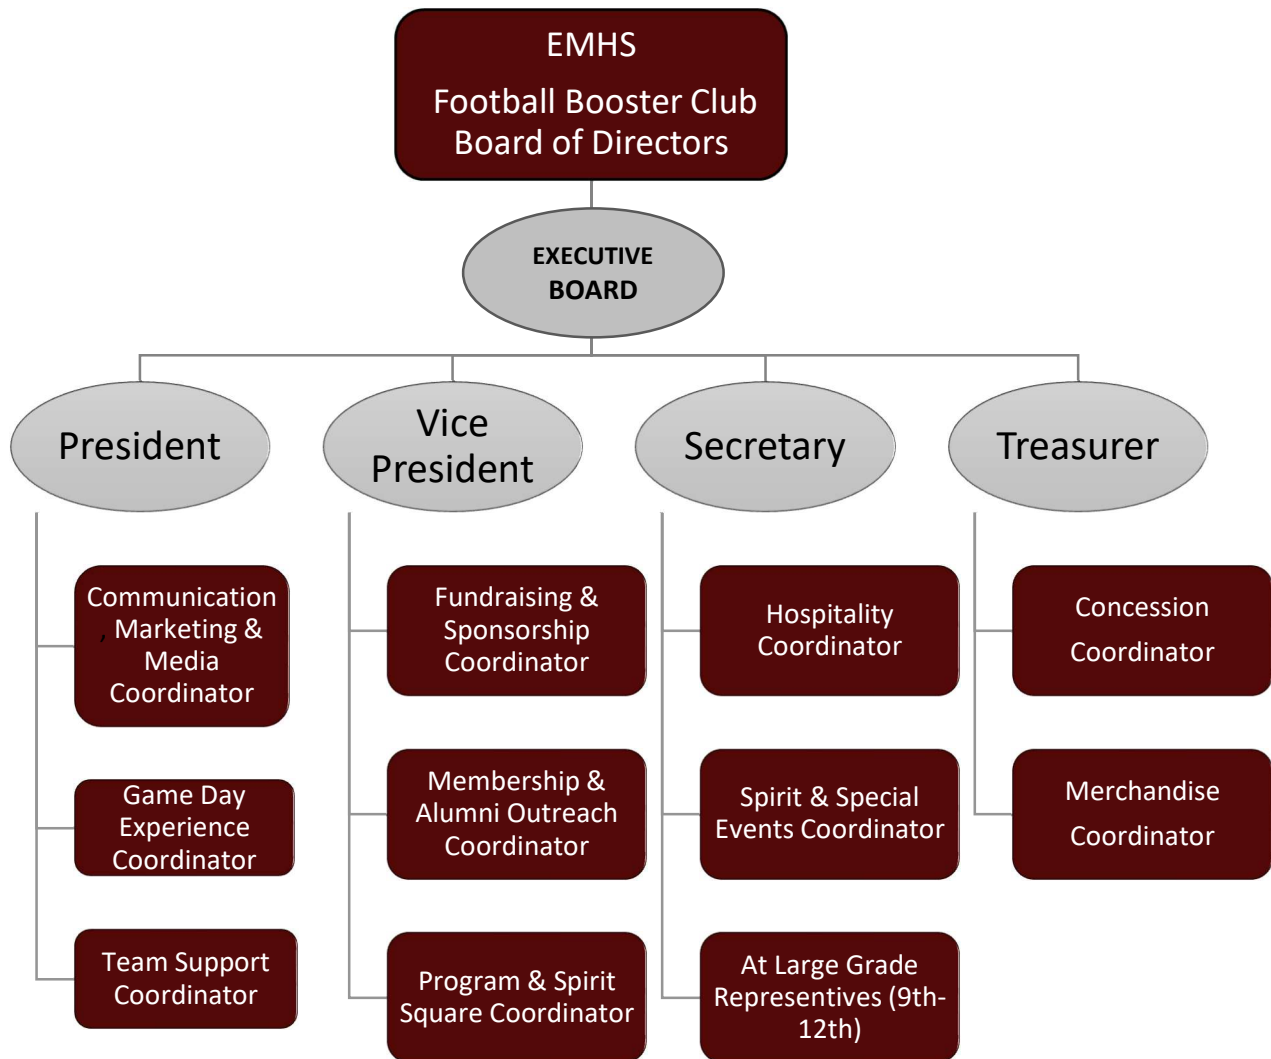 EMHS
Football Booster Club
Board of Directors
EXECUTIVE
BOARD
President
Vice
President
Secretary
Treasurer
Communication
, Marketing &
Media
Coordinator
Game Day
Experience
Coordinator
Team Support
Coordinator
Fundraising &
Sponsorship
Coordinator
Membership &
Alumni Outreach
Coordinator
Program & Spirit
Square Coordinator
Hospitality
Coordinator
Spirit & Special
Events Coordinator
At Large Grade
Representives (9th-
12th)
Concession
Coordinator
Merchandise
Coordinator